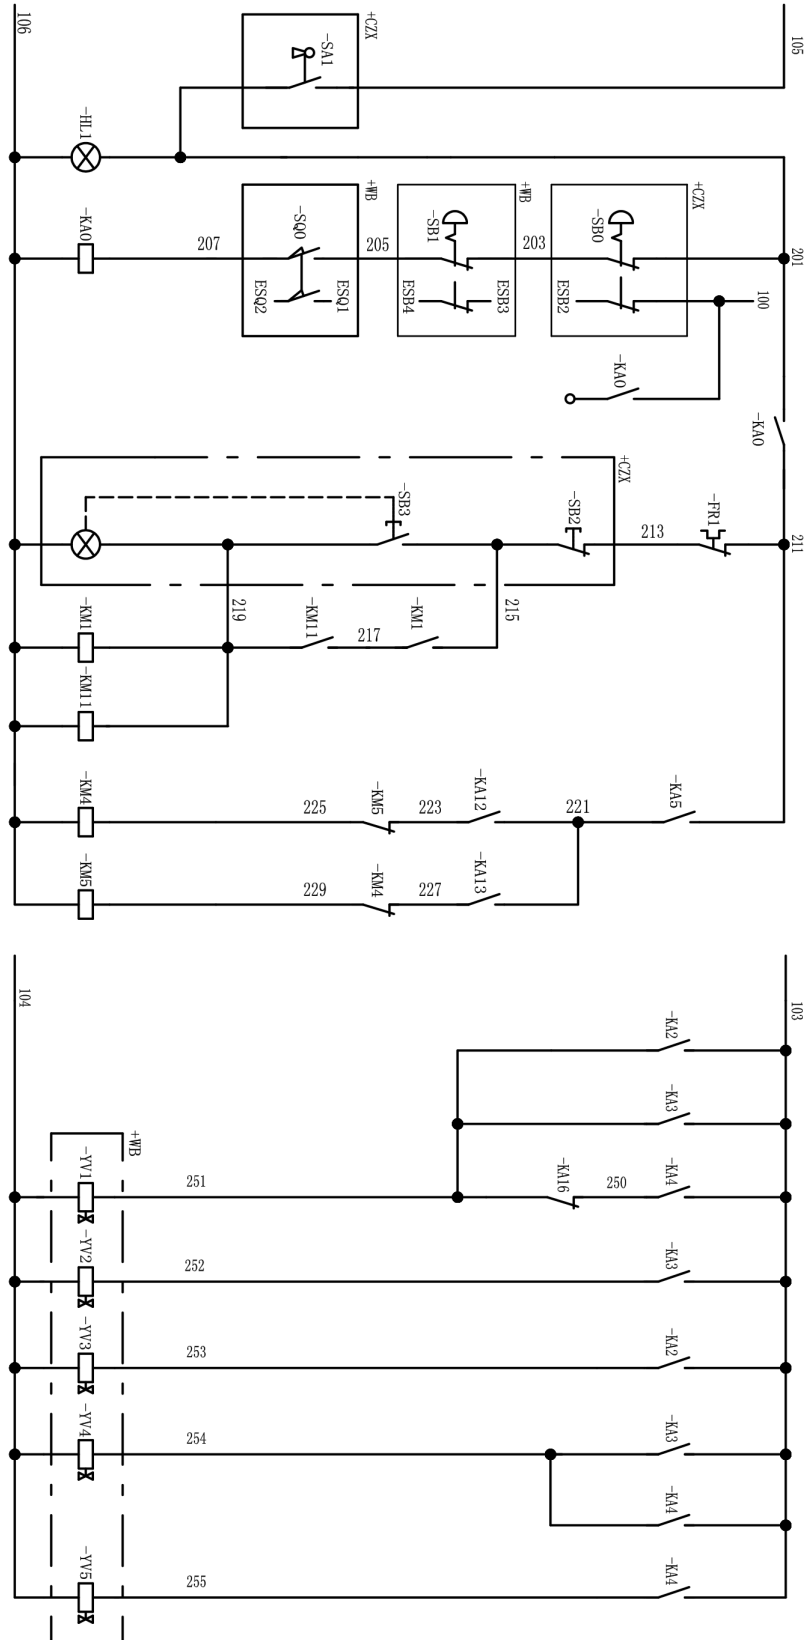 106
+CZX
-SA1
105
-HL1
+WB
+WB
+CZX
-KA0
207
-SQ0
205
-SB1
203
-SB0
201
ESQ2
ESQ1
ESB4
ESB3
ESB2
100
-KA0
-KA0
+CZX
-SB3
-SB2
213
-FR1
211
219
215
-KM1
-KM11
217
-KM1
-KM11
-KM4
225
-KM5
223
-KA12
221
-KA5
-KM5
229
-KM4
227
-KA13
104
103
-KA2
-KA3
+WB
-YV1
251
-KA16
250
-KA4
-YV2
252
-KA3
-YV3
253
-KA2
-YV4
254
-KA3
-KA4
-YV5
255
-KA4